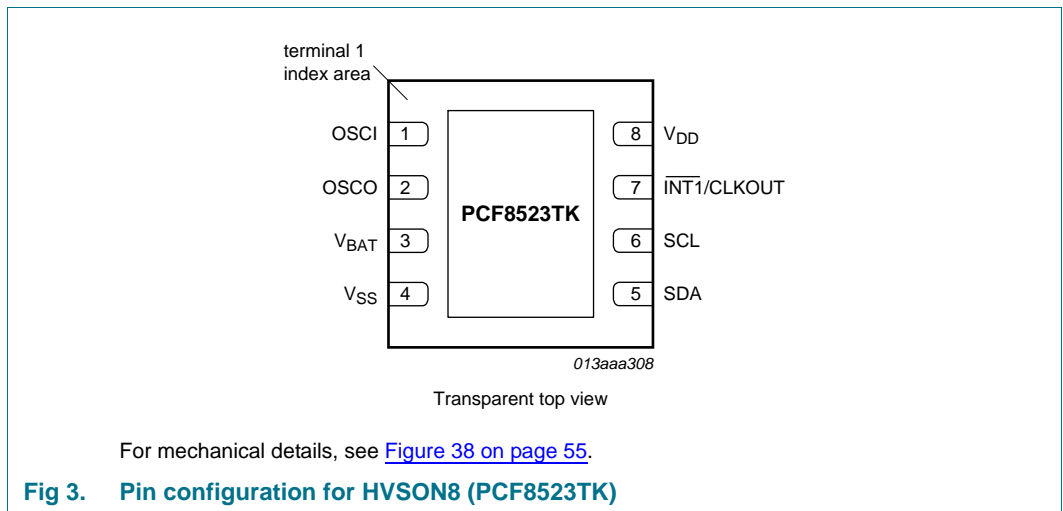 terminal 1
index area
OSCI 1
8 VDD
OSCO 2
7 INT1/CLKOUT
PCF8523TK
VBAT 3
6 SCL
VSS 4
5 SDA
013aaa308
Transparent top view
For mechanical details, see Figure 38 on page 55.
Fig 3. Pin configuration for HVSON8 (PCF8523TK)